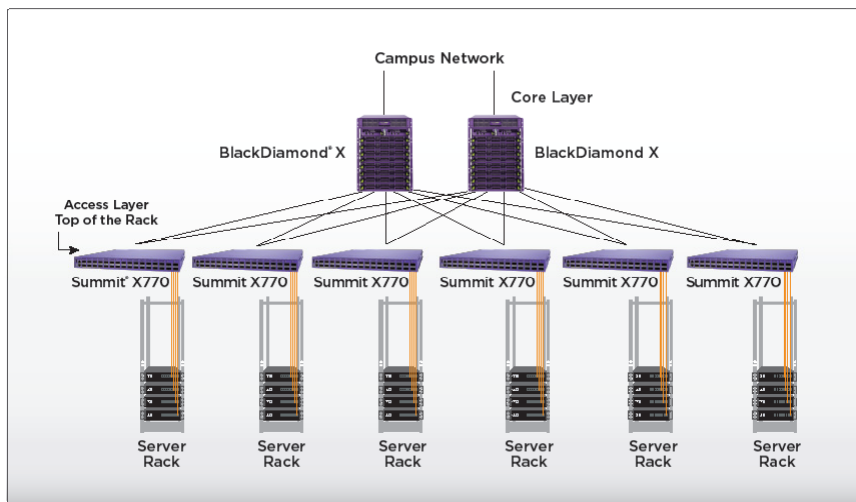 Campus Network
Core Layer
BlackDiamond® X
BlackDiamond X
Access Layer
Top of the Rack
Summit® X770
Summit X770
Summit X770
Summit X770
Summit X770
Summit X770
Server
Rack
Server
Rack
Server
Rack
Server
Rack
Server
Rack
Server
Rack